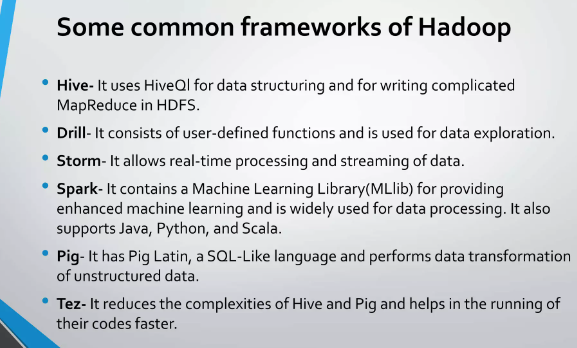 Some common frameworks of Hadoop
• Hive- It uses HiveQl for data structuring and for writing complicated
MapReduce in HDFS.
• Drill- It consists of user-defined functions and is used for data exploration.
• Storm- It allows real-time processing and streaming of data.
• Spark- It contains a Machine Learning Library(MLlib) for providing
enhanced machine learning and is widely used for data processing. It also
supports Java, Python, and Scala.
• Pig- It has Pig Latin, a SQL-Like language and performs data transformation
of unstructured data.
• Tez- It reduces the complexities of Hive and Pig and helps in the running of
their codes faster.